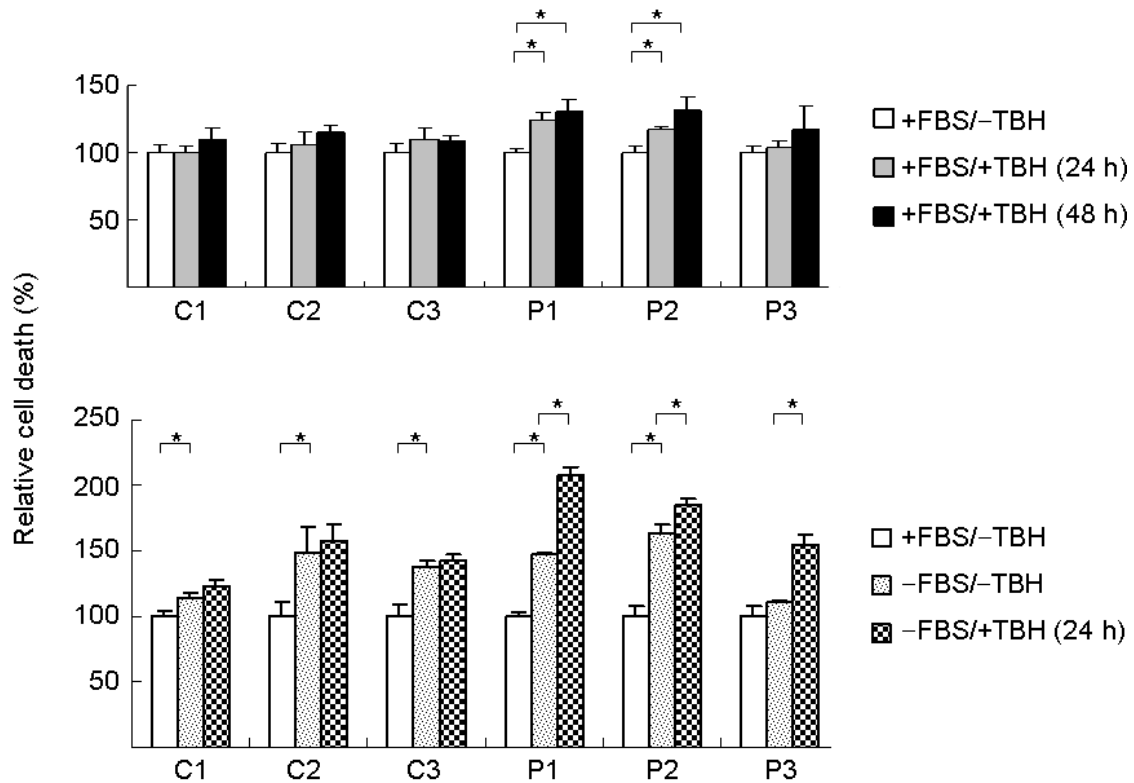 * *
* *
150
100
50
C1 C2 C3 P1 P2 P3
+FBS/−TBH
+FBS/+TBH (24 h)
+FBS/+TBH (48 h)
Relative cell death (%)
250
200
150
100
50
* *
* * * * * *
C1 C2 C3 P1 P2 P3
+FBS/−TBH
−FBS/−TBH
−FBS/+TBH (24 h)